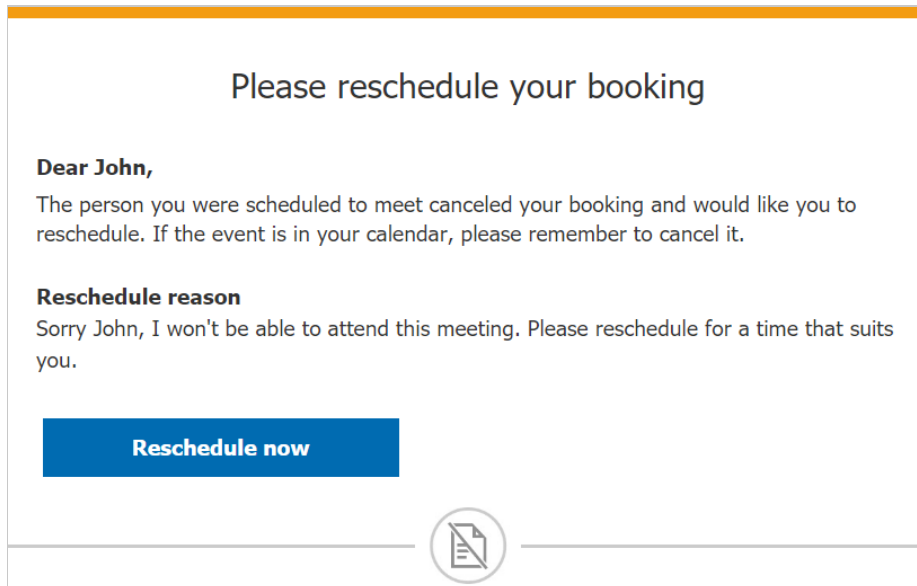 Please reschedule your booking
Dear John,
The person you were scheduled to meet canceled your booking and would like you to
reschedule. If the event is in your calendar, please remember to cancel it.
Reschedule reason
Sorry John, I won't be able to attend this meeting. Please reschedule for a time that suits
you.
Reschedule now